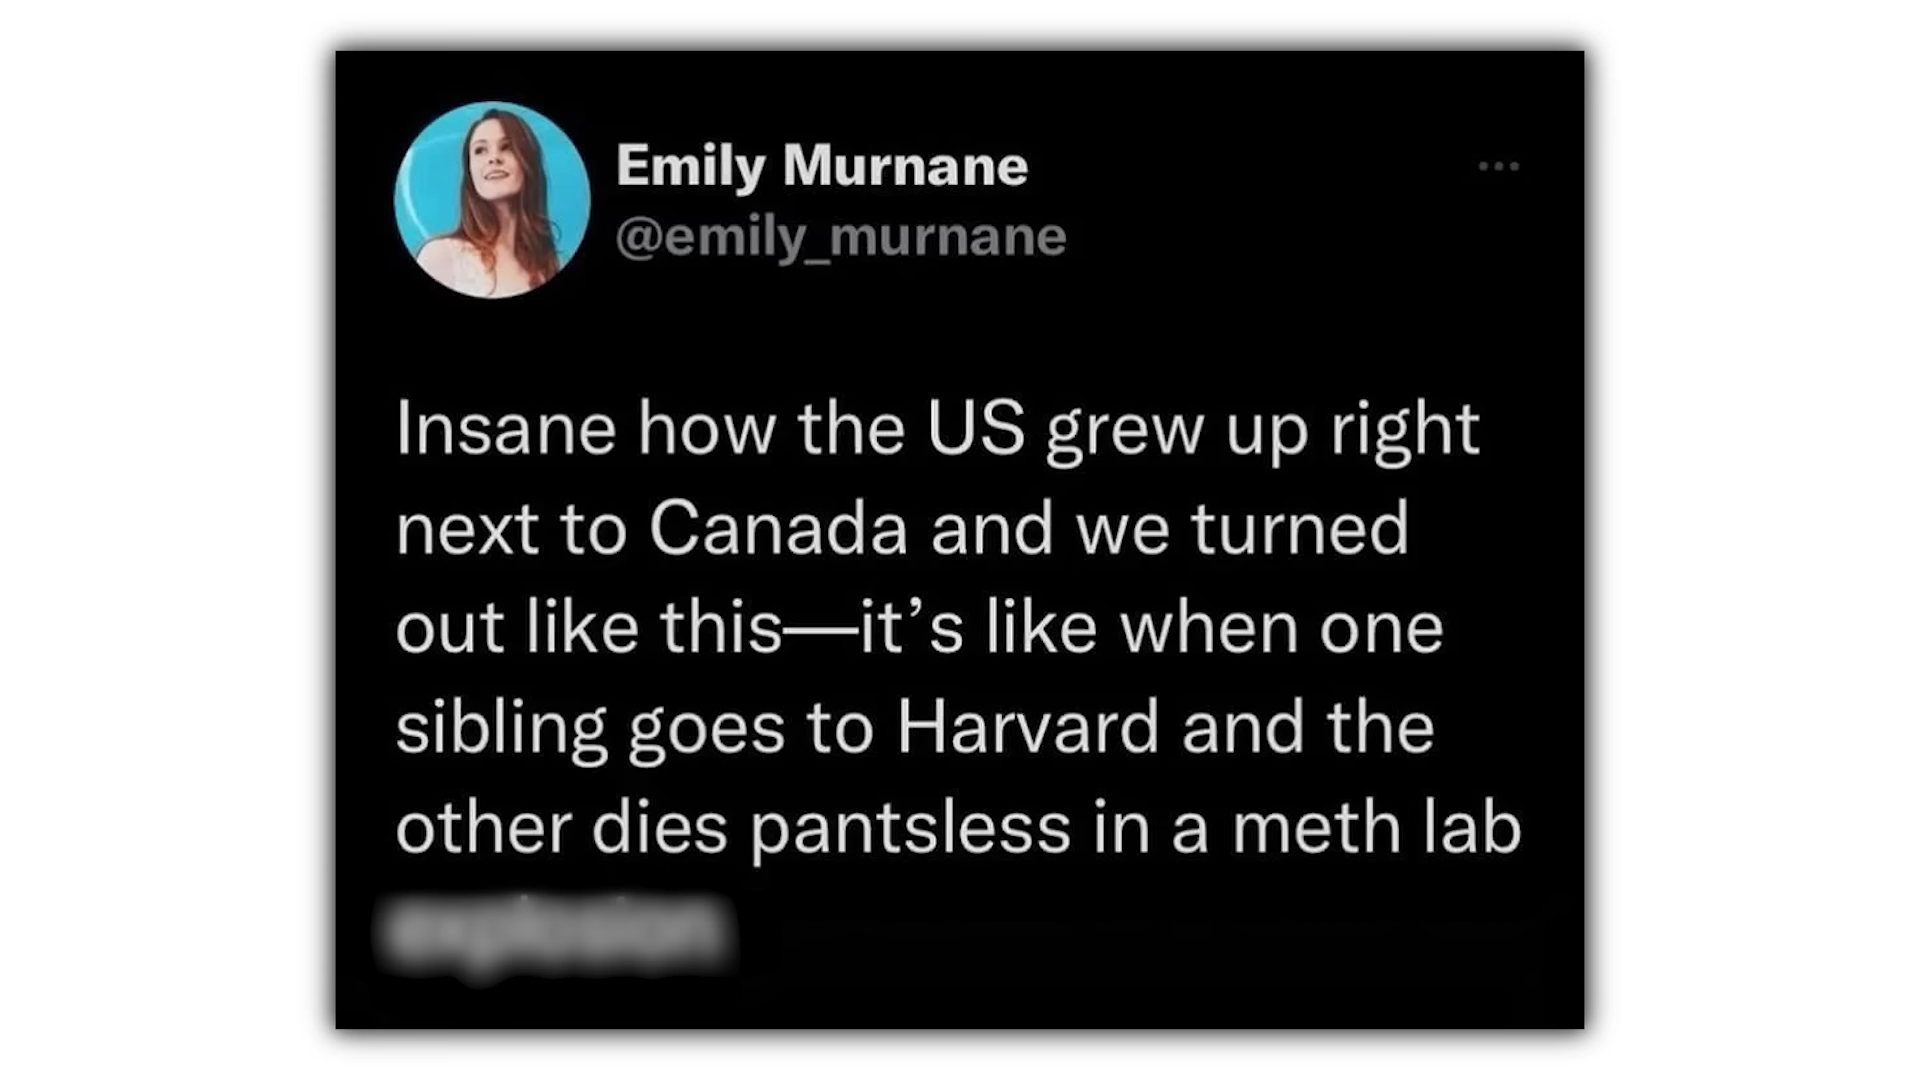 Emily Murnane
@emily_murnane
Insane how the US grew up right
next to Canada and we turned
out like this—it’s like when one
sibling goes to Harvard and the
other dies pantsless in a meth lab